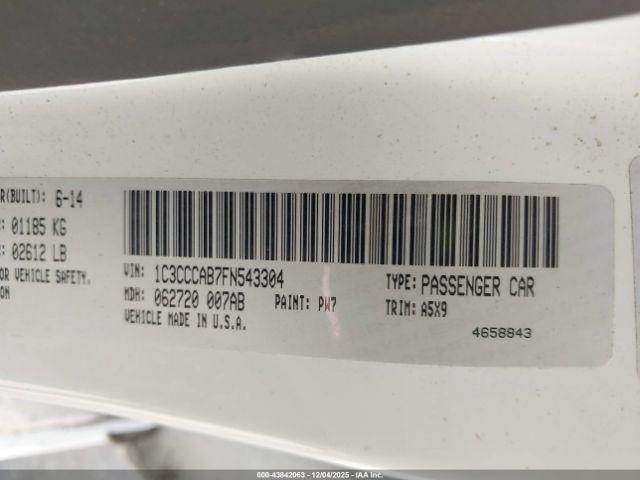 R(BUILT): 6-14
: 01185 KG
: 02612 LB
OR VEHICLE SAFETY,
ON
VIN: 1C3CCCAB7FN543304
MDH: 062720 007AB
PAINT: PW7
VEHICLE MADE IN U.S.A.
TYPE: PASSENGER CAR
TRIM: A5X9
4658843
000-43842063 - 12/04/2025 - IAA Inc.